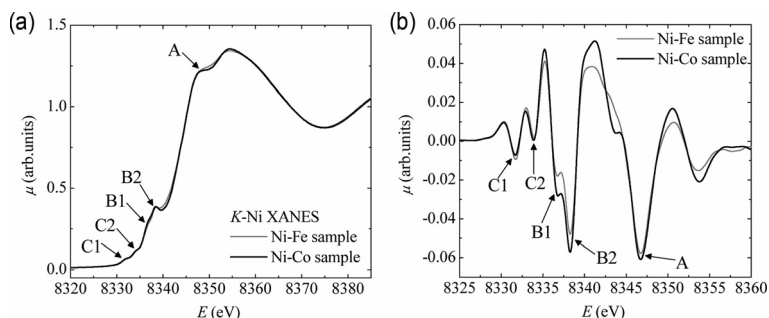 (a)
μ (arb.units)
1.5
1.0
0.5
0.0
A
B2
B1
C2
C1
K-Ni XANES
Ni-Fe sample
Ni-Co sample
8320 8330 8340 8350 8360 8370 8380
E (eV)
(b)
μ (arb.units)
0.06
0.04
0.02
0.00
-0.02
-0.04
-0.06
Ni-Fe sample
Ni-Co sample
C1
C2
B1
B2
A
8325 8330 8335 8340 8345 8350 8355 8360
E (eV)